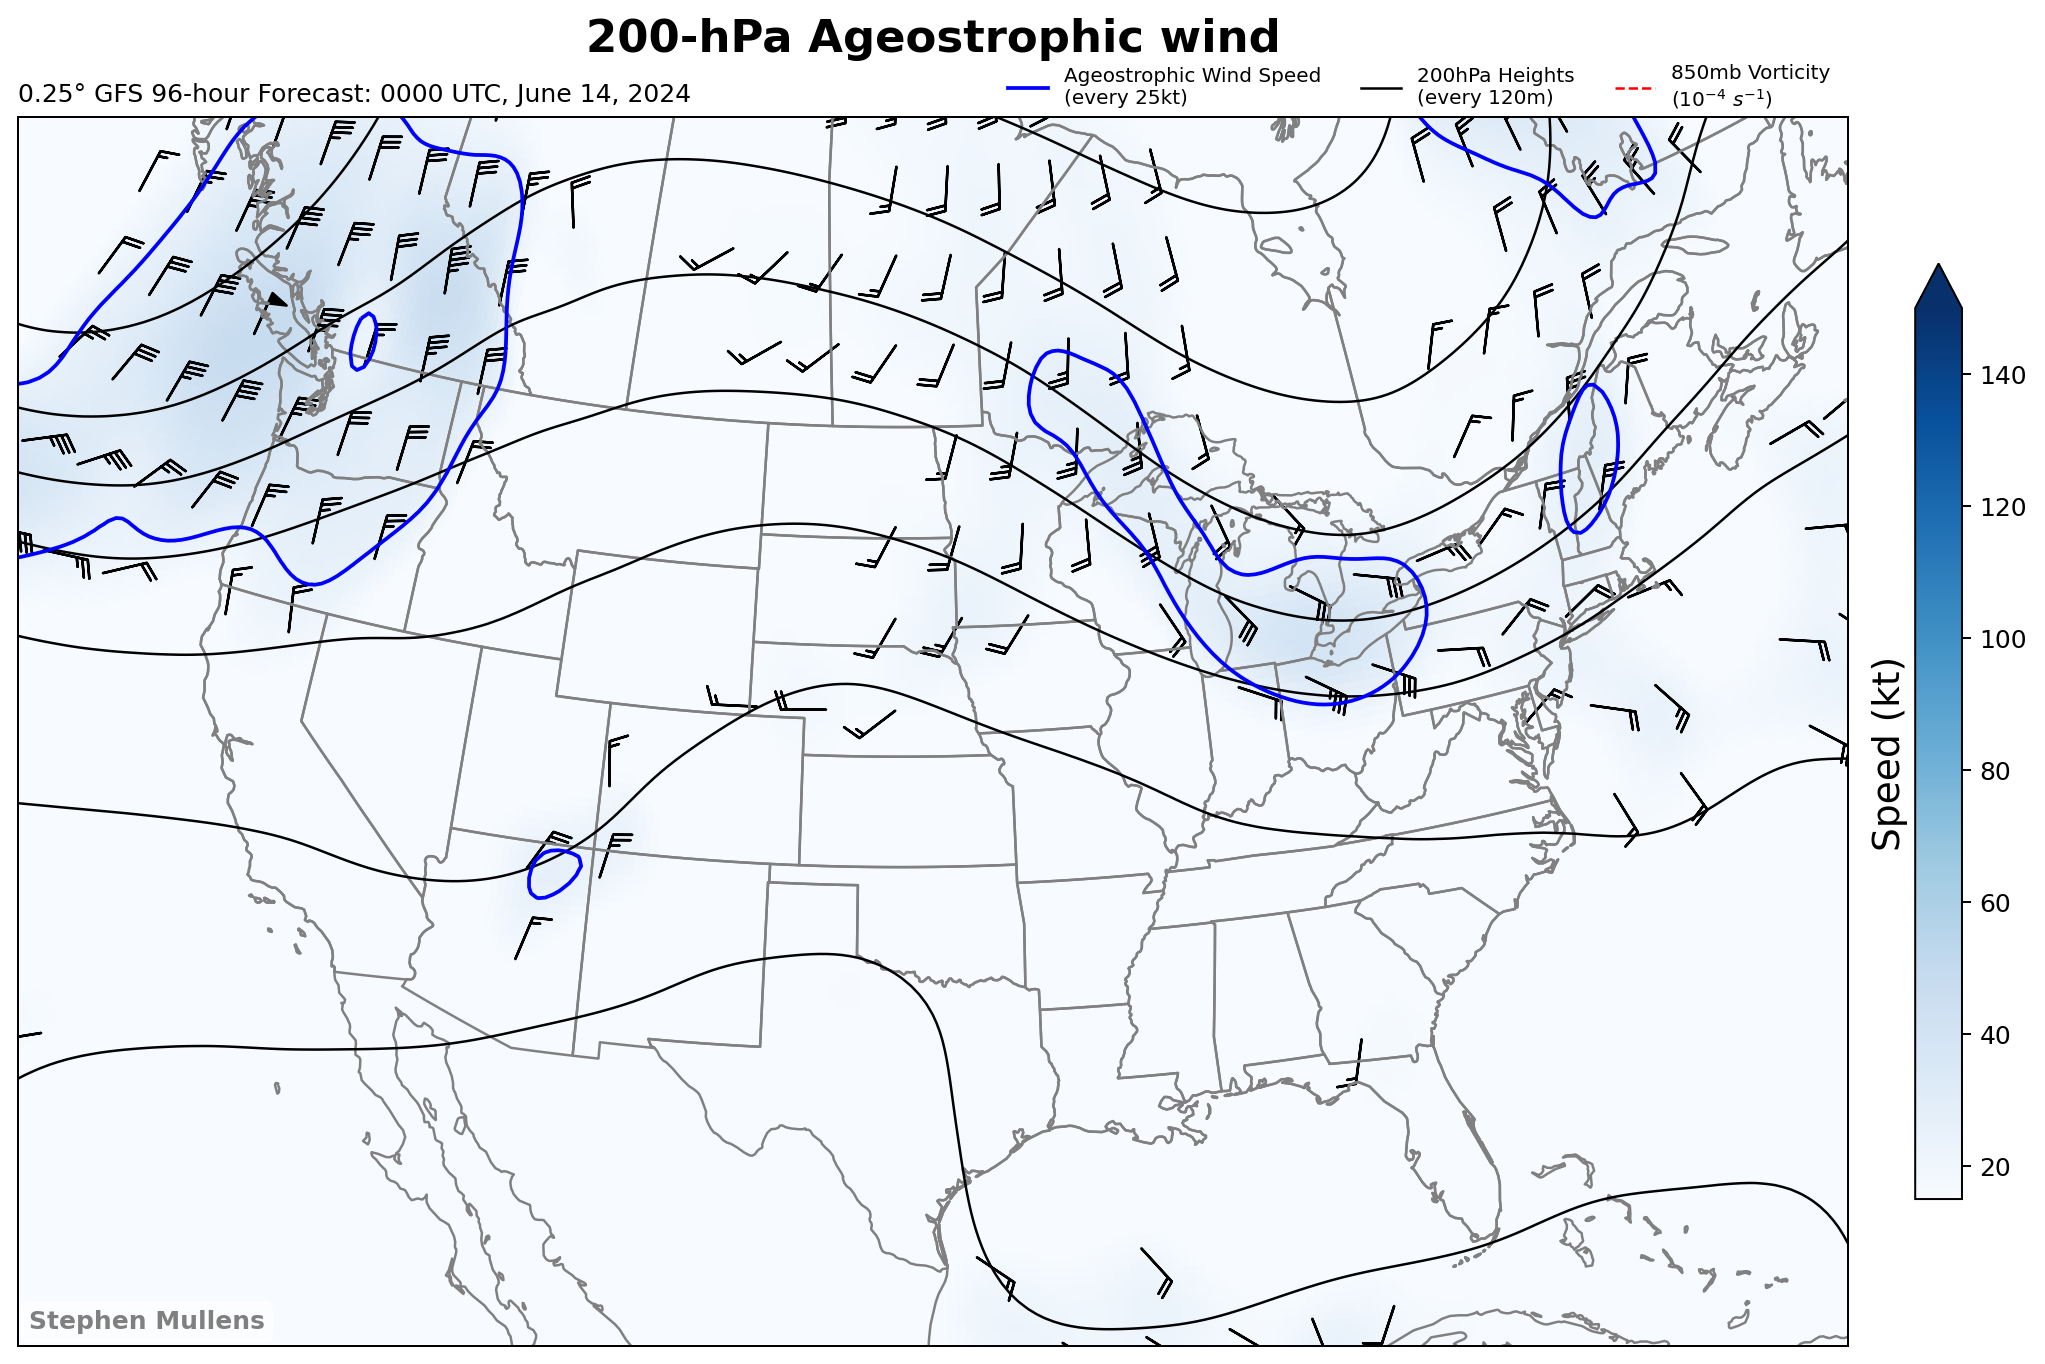 200-hPa Ageostrophic wind
0.25° GFS 96-hour Forecast: 0000 UTC, June 14, 2024
Ageostrophic Wind Speed
(every 25kt)
200hPa Heights
(every 120m)
850mb Vorticity
(10⁻⁴ s⁻¹)
140
120
100
80
60
40
20
Speed (kt)
Stephen Mullens